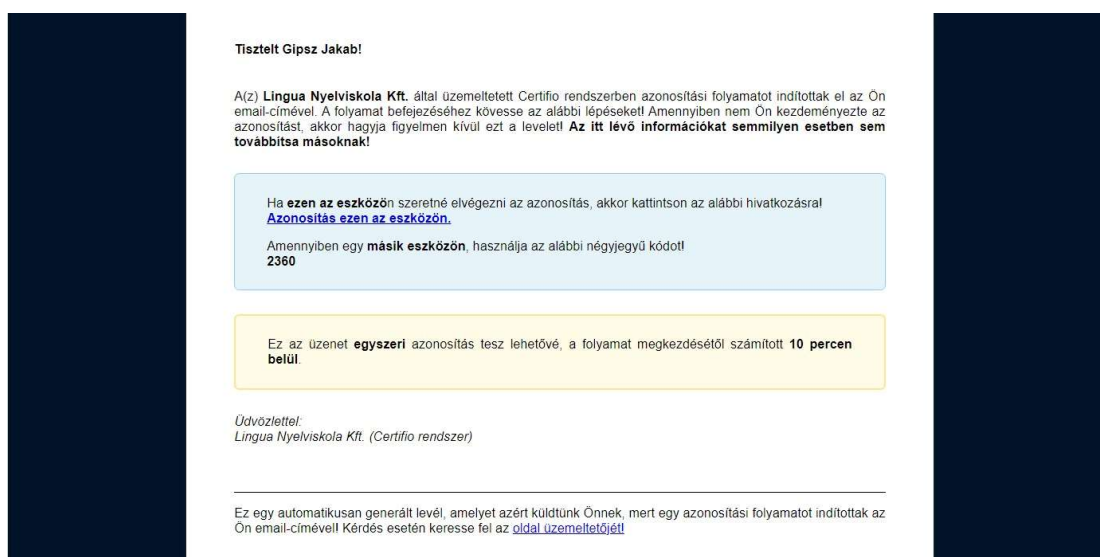 Tisztelt Gipsz Jakab!
A(z) Lingua Nyelviskola Kft. által üzemeltetett Certifio rendszerben azonosítási folyamatot indítottak el az Ön
email-címével. A folyamat befejezéséhez kövesse az alábbi lépéseket! Amennyiben nem Ön kezdeményezte az
azonosítást, akkor hagyja figyelmen kívül ezt a levelet! Az itt lévő információkat semmilyen esetben sem
továbbítsa másoknak!
Ha ezen az eszközön szeretné elvégezni az azonosítás, akkor kattintson az alábbi hivatkozásra!
Azonosítás ezen az eszközön.
Amennyiben egy másik eszközön, használja az alábbi négyjegyű kódot!
2360
Ez az üzenet egyszeri azonosítás tesz lehetővé, a folyamat megkezdésétől számított 10 percen
belül.
Üdvözlettel:
Lingua Nyelviskola Kft. (Certifio rendszer)
Ez egy automatikusan generált levél, amelyet azért küldtünk Önnek, mert egy azonosítási folyamatot indítottak az
Ön email-címével! Kérdés esetén keresse fel az oldal üzemeltetőjét!